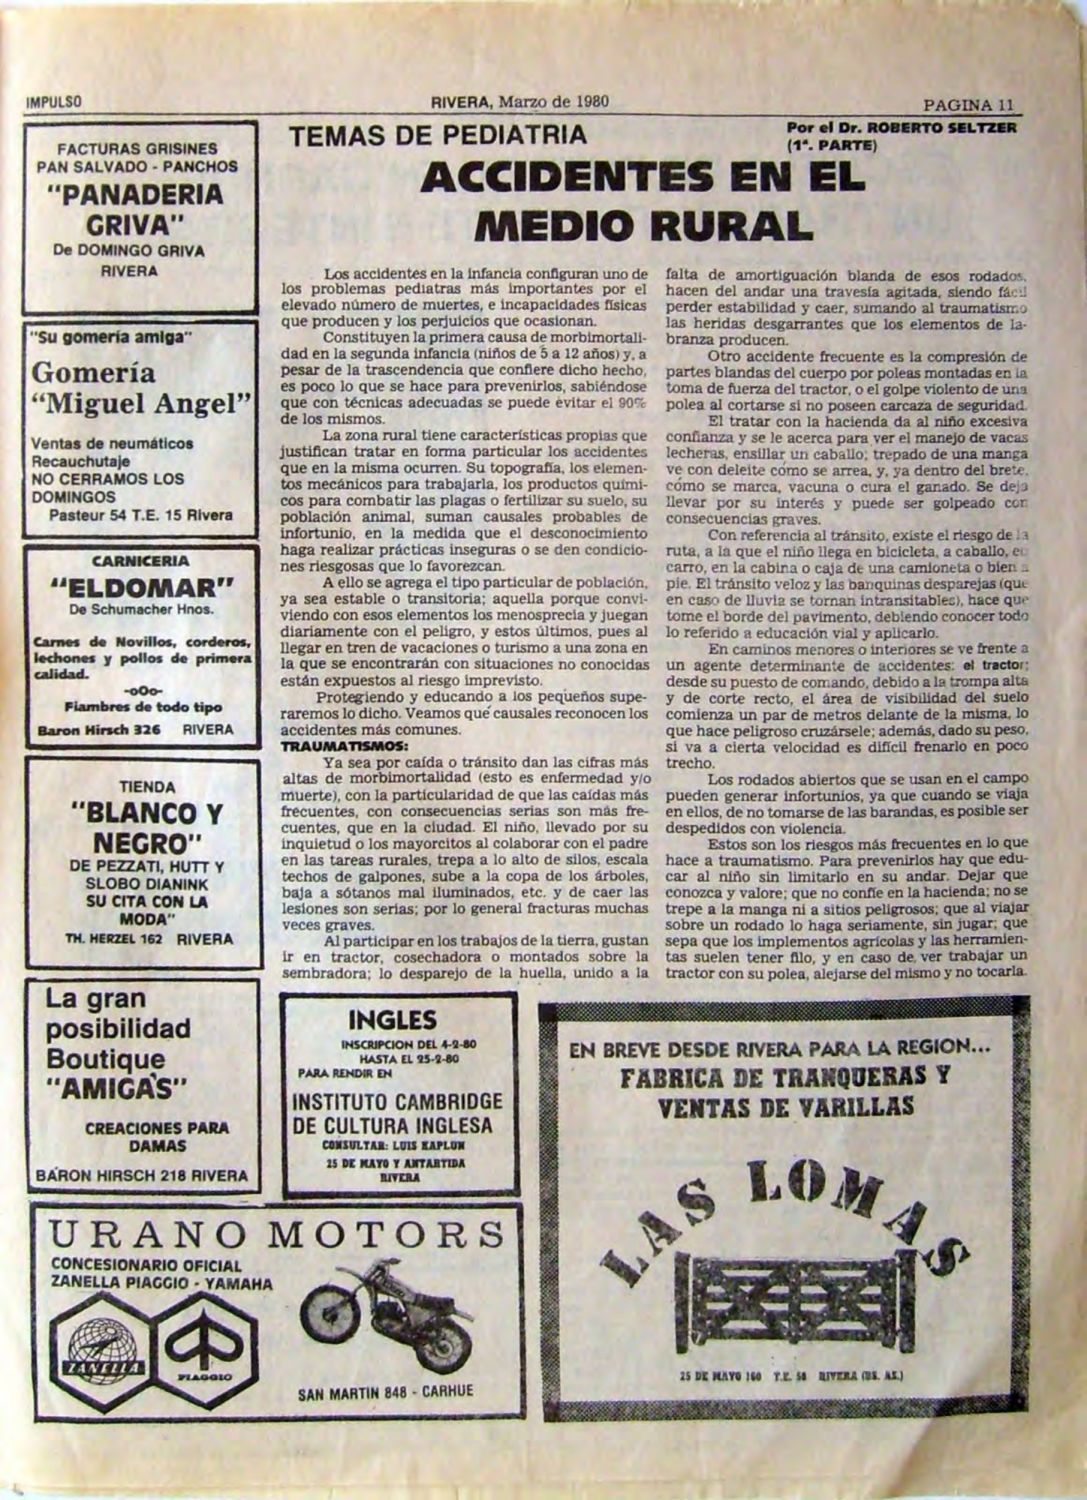 IMPULSO
RIVERA, Marzo de 1980
PAGINA 11
FACTURAS GRISINES
PAN SALVADO - PANCHOS
"PANADERIA
GRIVA"
De DOMINGO GRIVA
RIVERA
"Su gomería amiga"
Gomería
"Miguel Angel"
Ventas de neumáticos
Recauchutaje
NO CERRAMOS LOS
DOMINGOS
Pasteur 54 T.E. 15 Rivera
CARNICERIA
"ELDOMAR"
De Schumacher Hnos.
Carnes de Novillos, corderos,
lechones y pollos de primera
calidad.
-oOo-
Fiambres de todo tipo
Baron Hirsch 326 RIVERA
TIENDA
"BLANCO Y
NEGRO"
DE PEZZATI, HUTT Y
SLOBO DIANINK
SU CITA CON LA
MODA"
TH. HERZEL 162 RIVERA
La gran
posibilidad
Boutique
"AMIGAS"
CREACIONES PARA
DAMAS
BARON HIRSCH 218 RIVERA
TEMAS DE PEDIATRIA
Por el Dr. ROBERTO SELTZER
(1ª. PARTE)
ACCIDENTES EN EL
MEDIO RURAL
Los accidentes en la infancia configuran uno de
los problemas pediatras más importantes por el
elevado número de muertes, e incapacidades físicas
que producen y los perjuicios que ocasionan.
Constituyen la primera causa de morbimortali-
dad en la segunda infancia (niños de 5 a 12 años) y, a
pesar de la trascendencia que confiere dicho hecho,
es poco lo que se hace para prevenirlos, sabiéndose
que con técnicas adecuadas se puede evitar el 90%
de los mismos.
La zona rural tiene características propias que
justifican tratar en forma particular los accidentes
que en la misma ocurren. Su topografía, los elemen-
tos mecánicos para trabajarla, los productos quími-
cos para combatir las plagas o fertilizar su suelo, su
población animal, suman causales probables de
infortunio, en la medida que el desconocimiento
haga realizar prácticas inseguras o se den condicio-
nes riesgosas que lo favorezcan.
A ello se agrega el tipo particular de población,
ya sea estable o transitoria; aquella porque convi-
viendo con esos elementos los menosprecia y juegan
diariamente con el peligro, y estos últimos, pues al
llegar en tren de vacaciones o turismo a una zona en
la que se encontrarán con situaciones no conocidas
están expuestos al riesgo imprevisto.
Protegiendo y educando a los pequeños supe-
raremos lo dicho. Veamos qué causales reconocen los
accidentes más comunes.
TRAUMATISMOS:
Ya sea por caída o tránsito dan las cifras más
altas de morbimortalidad (esto es enfermedad y/o
muerte), con la particularidad de que las caídas más
frecuentes, con consecuencias serias son más fre-
cuentes, que en la ciudad. El niño, llevado por su
inquietud o los mayorcitos al colaborar con el padre
en las tareas rurales, trepa a lo alto de silos, escala
techos de galpones, sube a la copa de los árboles,
baja a sótanos mal iluminados, etc. y de caer las
lesiones son serias; por lo general fracturas muchas
veces graves.
Al participar en los trabajos de la tierra, gustan
ir en tractor, cosechadora o montados sobre la
sembradora; lo desparejo de la huella, unido a la
falta de amortiguación blanda de esos rodados,
hacen del andar una travesía agitada, siendo fácil
perder estabilidad y caer, sumando al traumatismo
las heridas desgarrantes que los elementos de la-
branza producen.
Otro accidente frecuente es la compresión de
partes blandas del cuerpo por poleas montadas en la
toma de fuerza del tractor, o el golpe violento de una
polea al cortarse si no poseen carcaza de seguridad.
El tratar con la hacienda da al niño excesiva
confianza y se le acerca para ver el manejo de vacas
lecheras, ensillar un caballo; trepado de una manga
ve con deleite cómo se arrea, y, ya dentro del brete,
cómo se marca, vacuna o cura el ganado. Se deja
llevar por su interés y puede ser golpeado con
consecuencias graves.
Con referencia al tránsito, existe el riesgo de la
ruta, a la que el niño llega en bicicleta, a caballo, en
carro, en la cabina o caja de una camioneta o bien a
pie. El tránsito veloz y las banquinas desparejas (que
en caso de lluvia se tornan intransitables), hace que
tome el borde del pavimento, debiendo conocer todo
lo referido a educación vial y aplicarlo.
En caminos menores o interiores se ve frente a
un agente determinante de accidentes: el tractor;
desde su puesto de comando, debido a la trompa alta
y de corte recto, el área de visibilidad del suelo
comienza un par de metros delante de la misma, lo
que hace peligroso cruzársele; además, dado su peso,
si va a cierta velocidad es difícil frenarlo en poco
trecho.
Los rodados abiertos que se usan en el campo
pueden generar infortunios, ya que cuando se viaja
en ellos, de no tomarse de las barandas, es posible ser
despedidos con violencia.
Estos son los riesgos más frecuentes en lo que
hace a traumatismo. Para prevenirlos hay que edu-
car al niño sin limitarlo en su andar. Dejar que
conozca y valore; que no confíe en la hacienda; no se
trepe a la manga ni a sitios peligrosos; que al viajar
sobre un rodado lo haga seriamente, sin jugar; que
sepa que los implementos agrícolas y las herramien-
tas suelen tener filo, y en caso de ver trabajar un
tractor con su polea, alejarse del mismo y no tocarla.
INGLES
INSCRIPCION DEL 4-2-80
HASTA EL 25-2-80
PARA RENDIR EN
INSTITUTO CAMBRIDGE
DE CULTURA INGLESA
CONSULTAR: LUIS KAPLUN
25 DE MAYO Y ANTARTIDA
RIVERA
EN BREVE DESDE RIVERA PARA LA REGION...
FABRICA DE TRANQUERAS Y
VENTAS DE VARILLAS
LAS LOMAS
25 DE MAYO 160 T.E. 58 RIVERA (BS. AS.)
URANO MOTORS
CONCESIONARIO OFICIAL
ZANELLA PIAGGIO - YAMAHA
ZANELLA
PIAGGIO
SAN MARTIN 848 - CARHUE